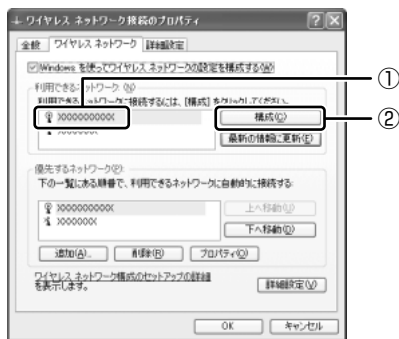 ワイヤレス ネットワーク接続のプロパティ
全般 ワイヤレス ネットワーク 詳細設定
Windows を使ってワイヤレス ネットワークの設定を構成する(W)
利用できるネットワーク(N)
利用できるネットワークに接続するには、[構成] をクリックしてください。
XXXXXXXXXX 構成(C)
最新の情報に更新(F)
優先するネットワーク(P):
下の一覧にある順番で、利用できるネットワークに自動的に接続する:
XXXXXXXXXX 上へ移動(U)
XXXXXXX 下へ移動(D)
追加(A)... 削除(R) プロパティ(O)
ワイヤレス ネットワーク構成のセットアップの詳細
を表示します。
詳細設定(V)
OK キャンセル
①
②